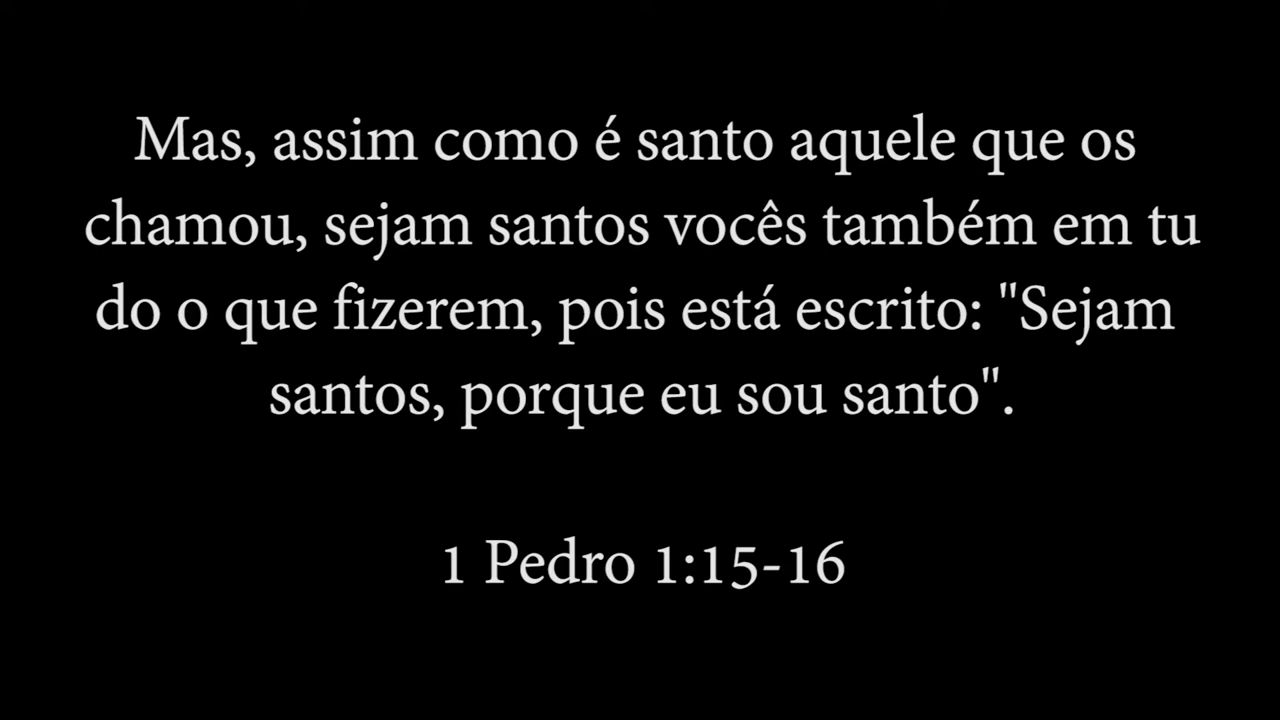 Mas, assim como é santo aquele que os
chamou, sejam santos vocês também em tu
do o que fizerem, pois está escrito: "Sejam
santos, porque eu sou santo".
1 Pedro 1:15-16